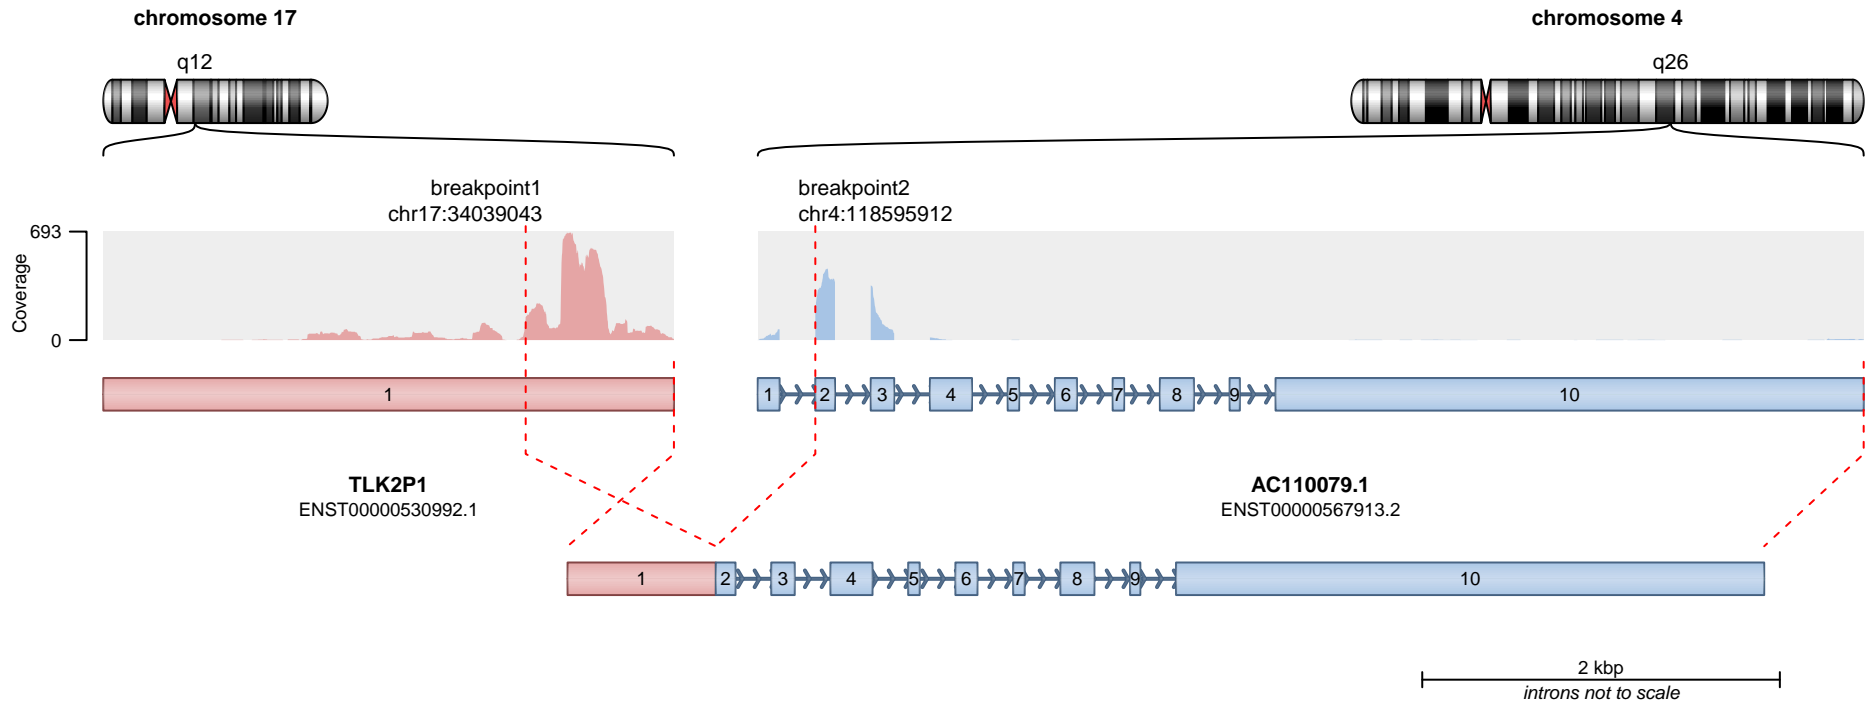 chromosome 17
chromosome 4
q12
q26
breakpoint1
chr17:34039043
breakpoint2
chr4:118595912
693
0
Coverage
1
1 2 3 4 5 6 7 8 9 10
TLK2P1
ENST00000530992.1
AC110079.1
ENST00000567913.2
1 2 3 4 5 6 7 8 9 10
2 kbp
introns not to scale